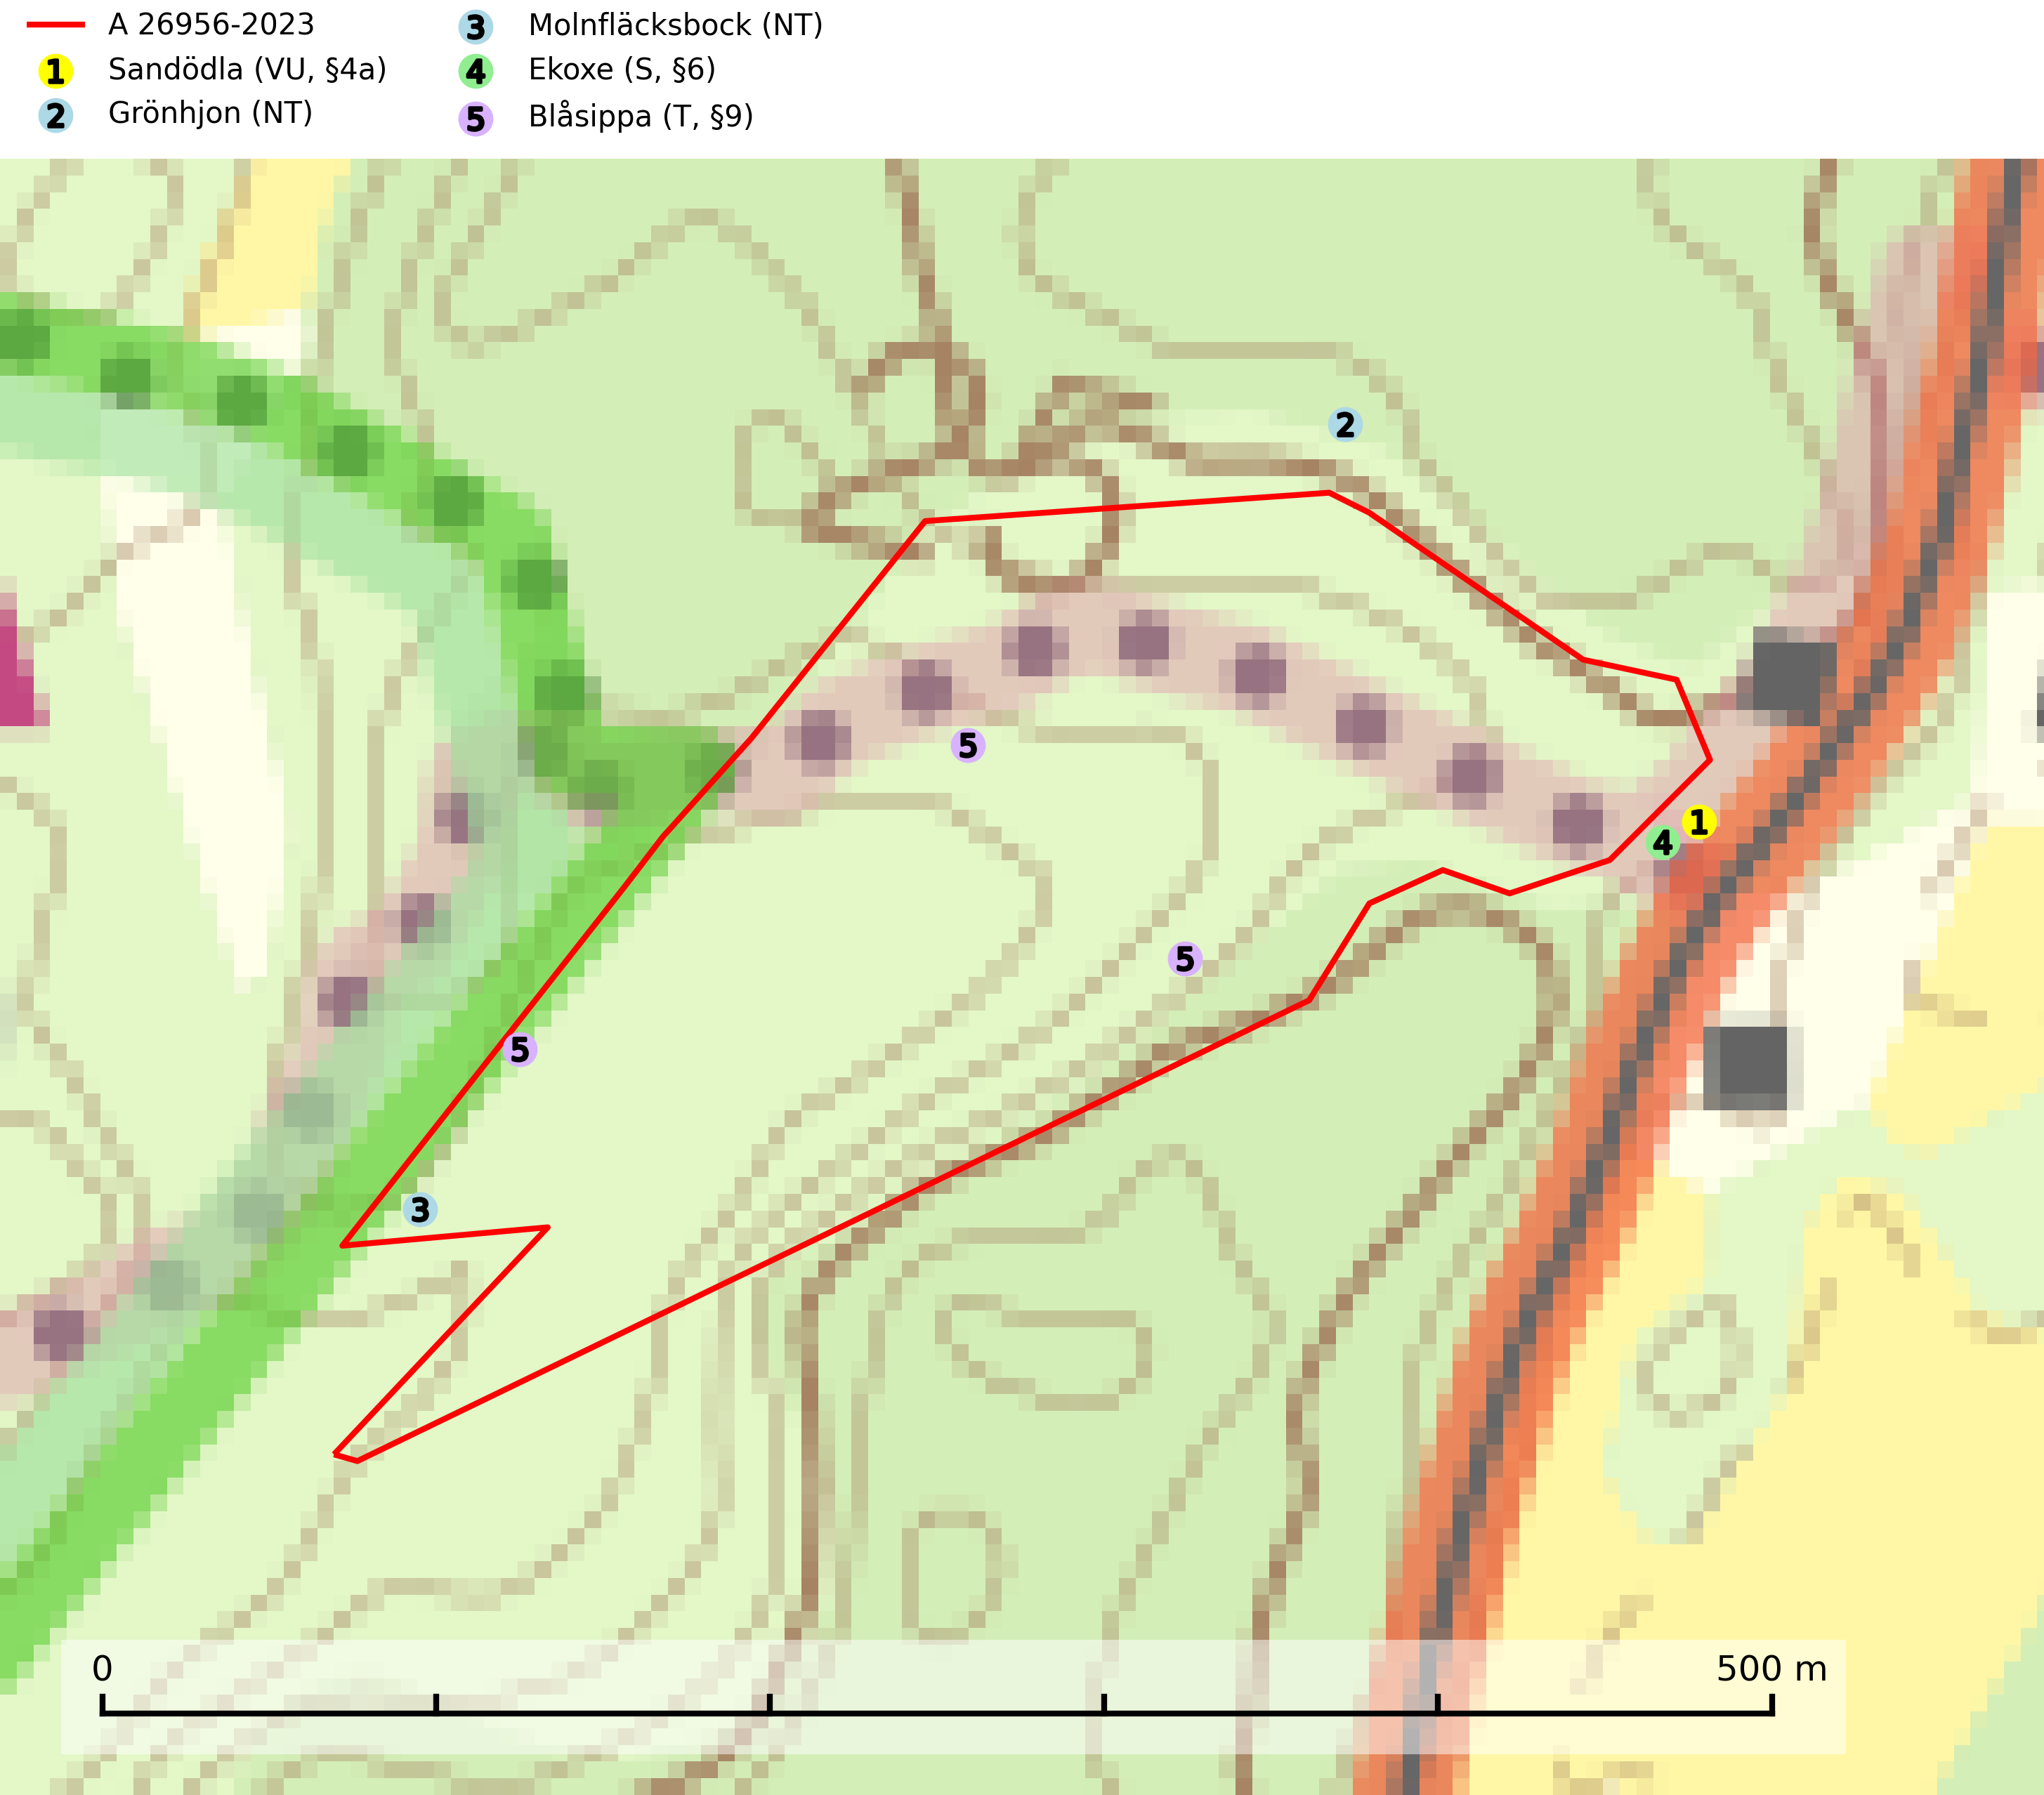 A 26956-2023
1 Sandödla (VU, §4a)
2 Grönhjon (NT)
3 Molnfläcksbock (NT)
4 Ekoxe (S, §6)
5 Blåsippa (T, §9)
2
5
1
4
5
5
3
0 500 m